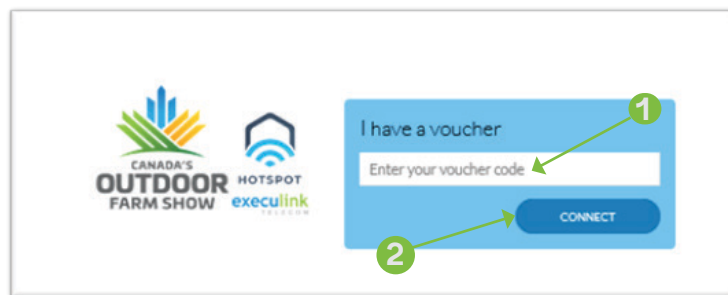 CANADA'S
OUTDOOR
FARM SHOW
HOTSPOT
execulink
TELECOM
I have a voucher
1
Enter your voucher code
CONNECT
2